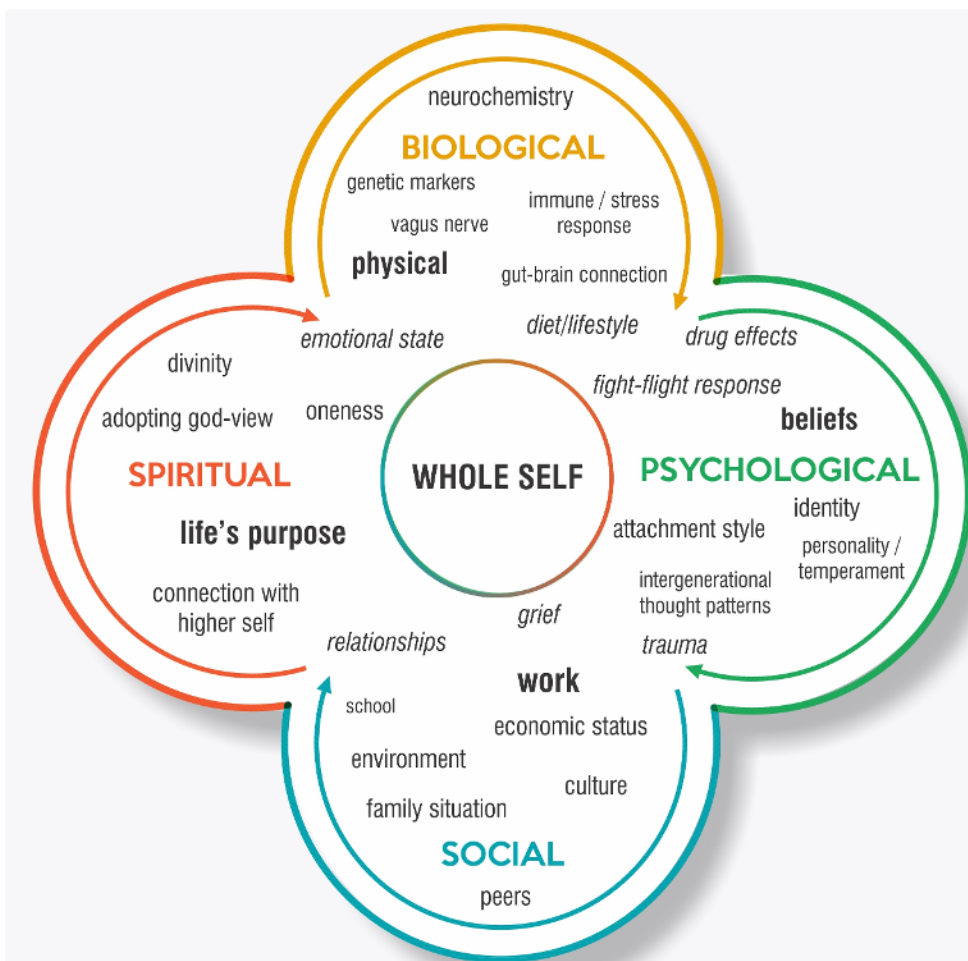 neurochemistry
BIOLOGICAL
genetic markers
immune / stress
response
vagus nerve
physical
gut-brain connection
emotional state
diet/lifestyle
drug effects
divinity
fight-flight response
adopting god-view
oneness
beliefs
SPIRITUAL
WHOLE SELF
PSYCHOLOGICAL
identity
life's purpose
attachment style
personality /
temperament
connection with
higher self
intergenerational
thought patterns
grief
relationships
trauma
work
school
economic status
environment
culture
family situation
SOCIAL
peers